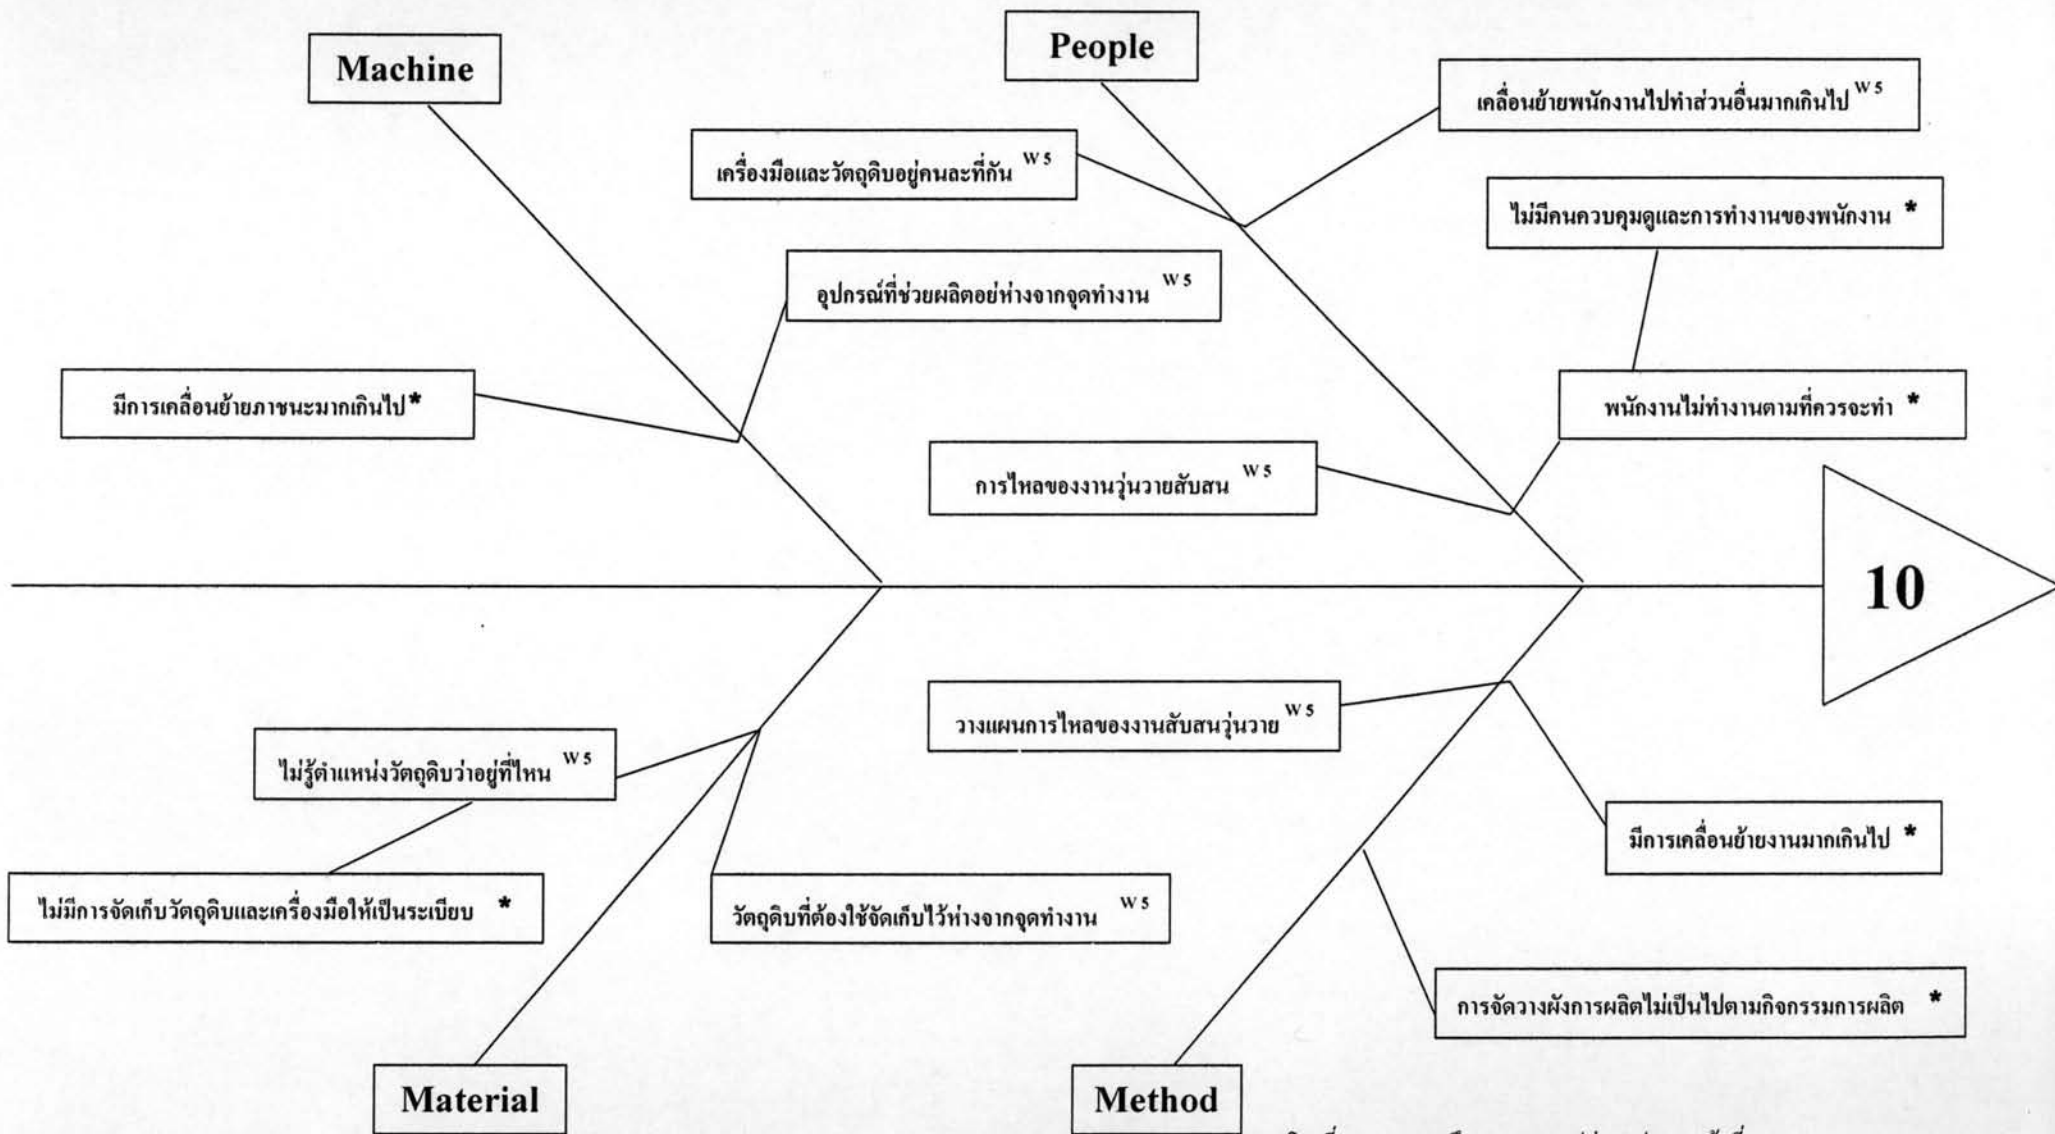 Machine
People
เคลื่อนย้ายพนักงานไปทำส่วนอื่นมากเกินไป W 5
เครื่องมือและวัตถุดิบอยู่คนละที่กัน W 5
ไม่มีคนควบคุมดูและการทำงานของพนักงาน *
อุปกรณ์ที่ช่วยผลิตอย่ห่างจากจุดทำงาน W 5
มีการเคลื่อนย้ายภาชนะมากเกินไป *
พนักงานไม่ทำงานตามที่ควรจะทำ *
การไหลของงานวุ่นวายสับสน W 5
10
วางแผนการไหลของงานสับสนวุ่นวาย W 5
ไม่รู้ตำแหน่งวัตถุดิบว่าอยู่ที่ไหน W 5
มีการเคลื่อนย้ายงานมากเกินไป *
ไม่มีการจัดเก็บวัตถุดิบและเครื่องมือให้เป็นระเบียบ *
วัตถุดิบที่ต้องใช้จัดเก็บไว้ห่างจากจุดทำงาน W 5
การจัดวางผังการผลิตไม่เป็นไปตามกิจกรรมการผลิต *
Material
Method